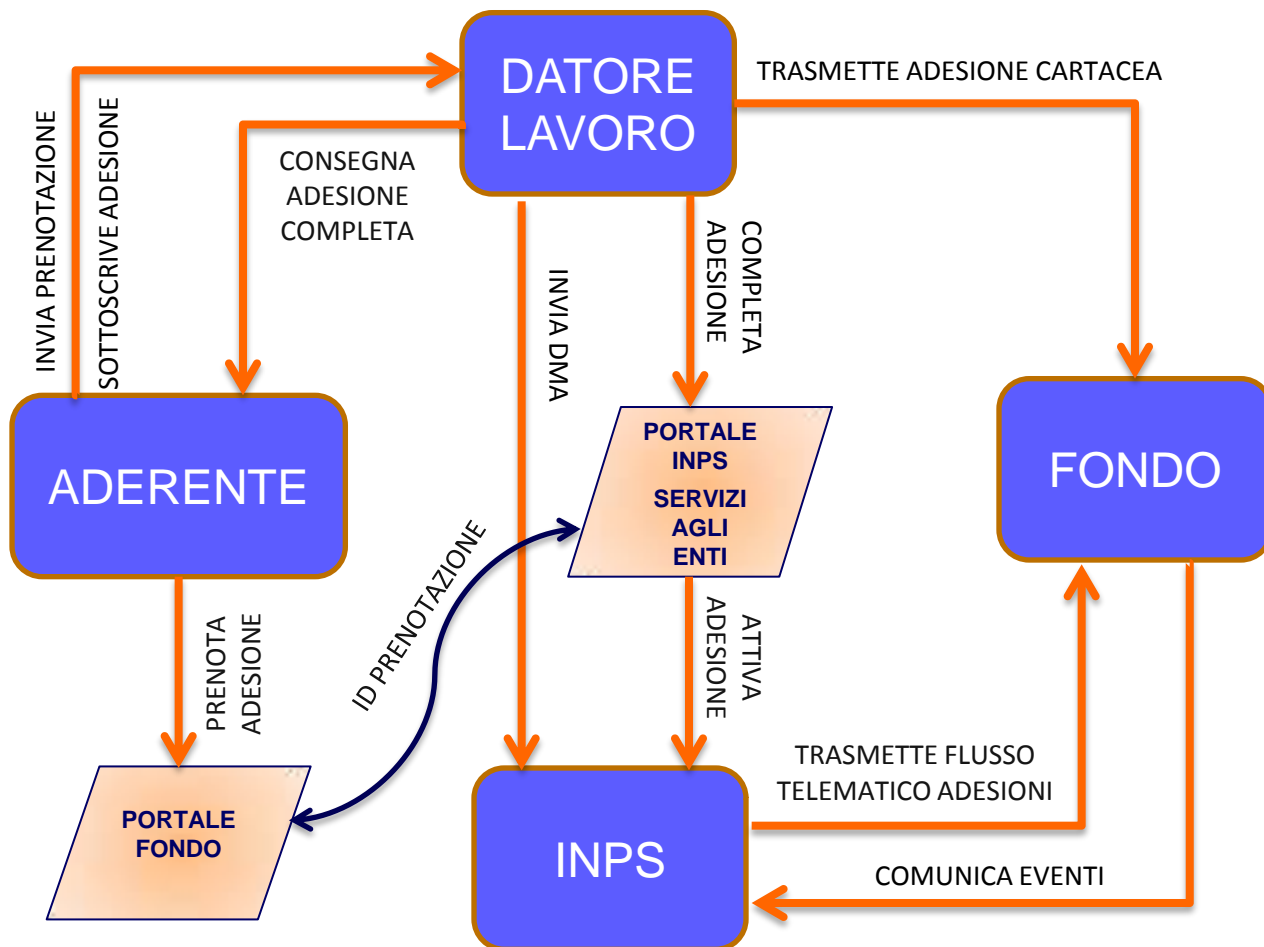 DATORE
LAVORO
TRASMETTE ADESIONE CARTACEA
INVIA PRENOTAZIONE
SOTTOSCRIVE ADESIONE
CONSEGNA
ADESIONE
COMPLETA
INVIA DMA
COMPLETA
ADESIONE
ADERENTE
PORTALE
INPS
SERVIZI
AGLI
ENTI
FONDO
PRENOTA
ADESIONE
ID PRENOTAZIONE
ATTIVA
ADESIONE
PORTALE
FONDO
INPS
TRASMETTE FLUSSO
TELEMATICO ADESIONI
COMUNICA EVENTI